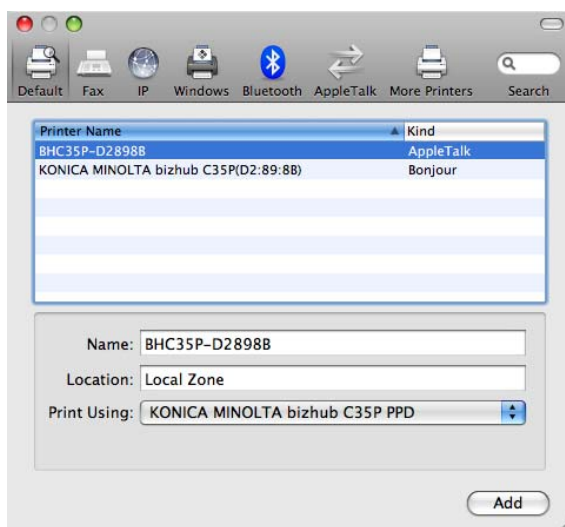 Default Fax IP Windows Bluetooth AppleTalk More Printers Search
Printer Name Kind
BHC35P-D2898B AppleTalk
KONICA MINOLTA bizhub C35P(D2:89:8B) Bonjour
Name: BHC35P-D2898B
Location: Local Zone
Print Using: KONICA MINOLTA bizhub C35P PPD
Add